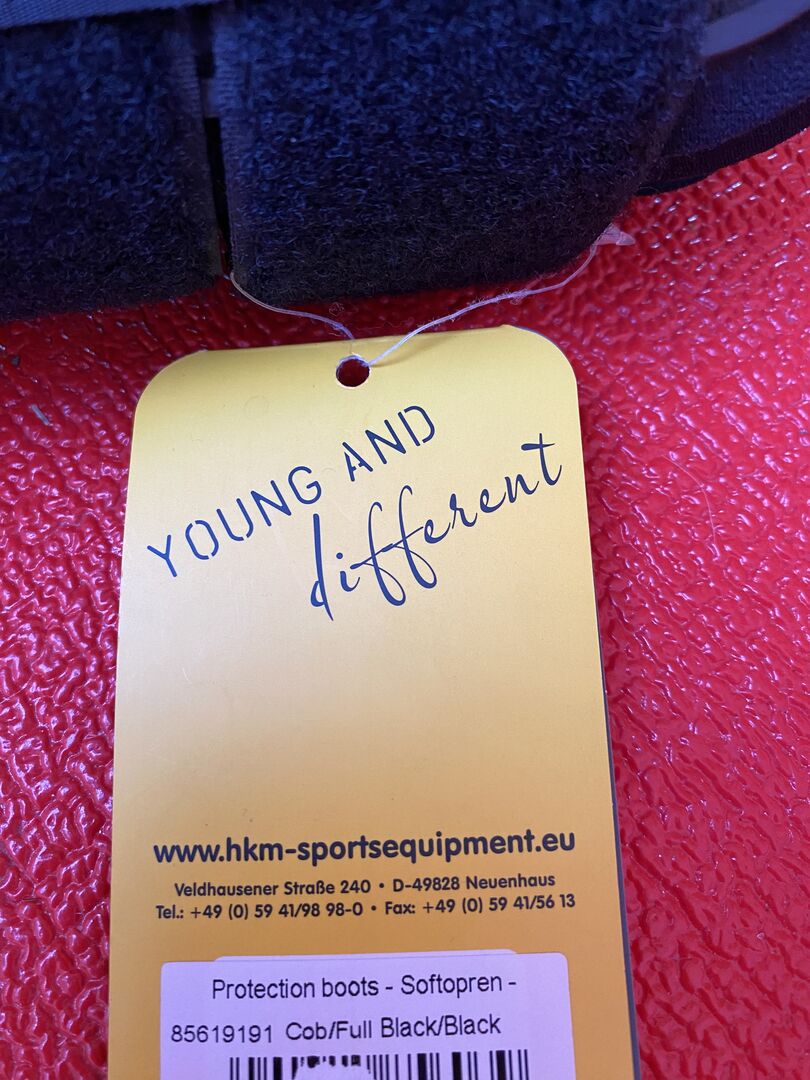 YOUNG AND
different
www.hkm-sportsequipment.eu
Veldhausener Straße 240 • D-49828 Neuenhaus
Tel.: +49 (0) 59 41/98 98-0 • Fax: +49 (0) 59 41/56 13
Protection boots - Softopren -
85619191 Cob/Full Black/Black